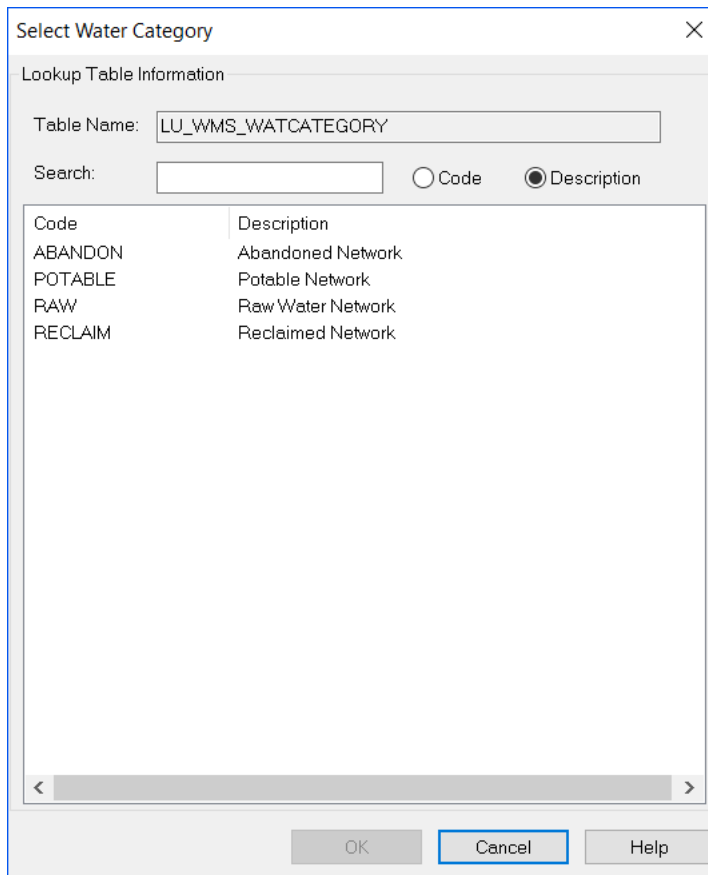 Select Water Category
Lookup Table Information
Table Name: LU_WMS_WATCATEGORY
Search: Code Description
Code Description
ABANDON Abandoned Network
POTABLE Potable Network
RAW Raw Water Network
RECLAIM Reclaimed Network
OK Cancel Help